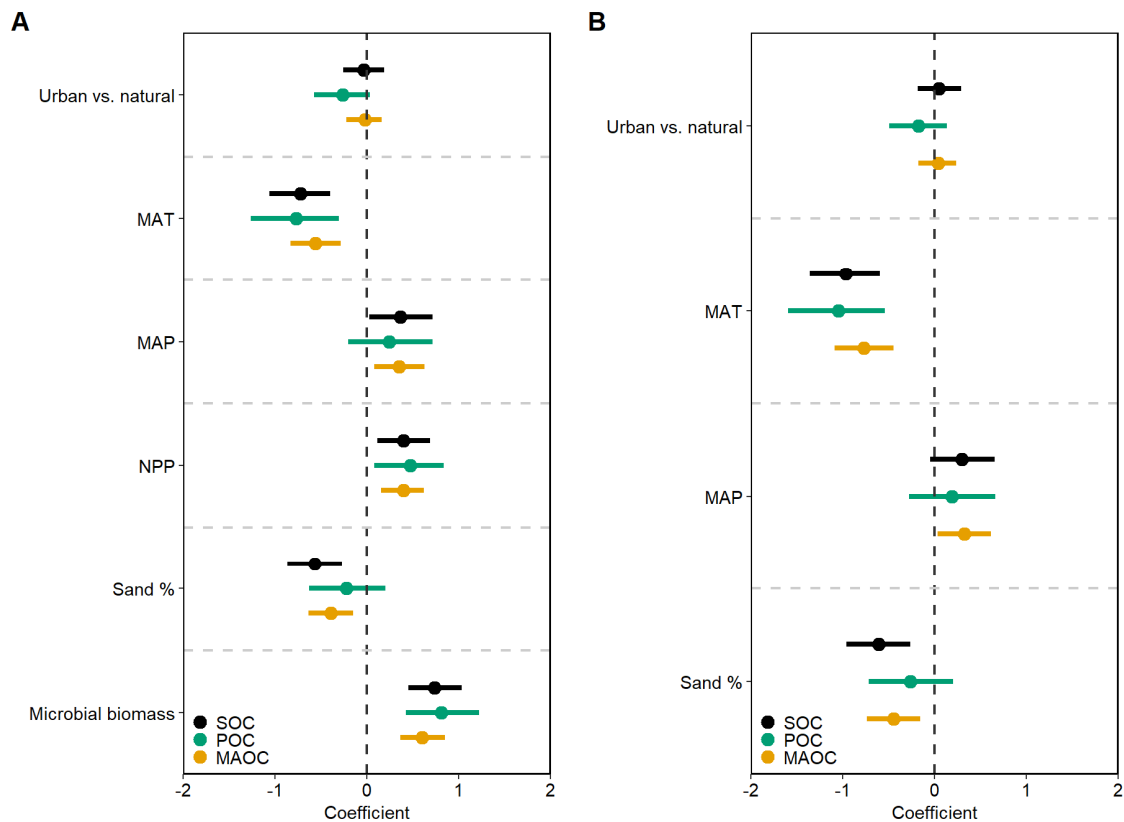 A
Urban vs. natural
MAT
MAP
NPP
Sand %
Microbial biomass
SOC
POC
MAOC
-2 -1 0 1 2
Coefficient
B
Urban vs. natural
MAT
MAP
Sand %
SOC
POC
MAOC
-2 -1 0 1 2
Coefficient